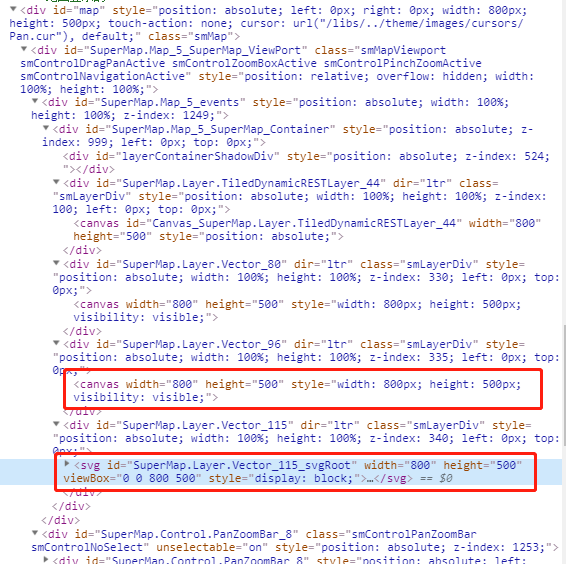 <div id="map" style="position: absolute; left: 0px; right: 0px; width: 800px;
height: 500px; touch-action: none; cursor: url("/libs/../theme/images/cursors/
Pan.cur"), default;" class="smMap">
<div id="SuperMap.Map_5_SuperMap_ViewPort" class="smMapViewport
smControlDragPanActive smControlZoomBoxActive smControlPinchZoomActive
smControlNavigationActive" style="position: relative; overflow: hidden; width:
100%; height: 100%;">
<div id="SuperMap.Map_5_events" style="position: absolute; width: 100%;
height: 100%; z-index: 1249;">
<div id="SuperMap.Map_5_SuperMap_Container" style="position: absolute; z-
index: 999; left: 0px; top: 0px;">
<div id="layerContainerShadowDiv" style="position: absolute; z-index: 524;
"></div>
<div id="SuperMap.Layer.TiledDynamicRESTLayer_44" dir="ltr" class=
"smLayerDiv" style="position: absolute; width: 100%; height: 100%; z-index:
100; left: 0px; top: 0px;">
<canvas id="Canvas_SuperMap.Layer.TiledDynamicRESTLayer_44" width="800"
height="500" style="position: absolute;">
</div>
<div id="SuperMap.Layer.Vector_80" dir="ltr" class="smLayerDiv" style=
"position: absolute; width: 100%; height: 100%; z-index: 330; left: 0px; top:
0px;">
<canvas width="800" height="500" style="width: 800px; height: 500px;
visibility: visible;">
</div>
<div id="SuperMap.Layer.Vector_96" dir="ltr" class="smLayerDiv" style=
"position: absolute; width: 100%; height: 100%; z-index: 335; left: 0px; top:
0px;">
<canvas width="800" height="500" style="width: 800px; height: 500px;
visibility: visible;">
</div>
<div id="SuperMap.Layer.Vector_115" dir="ltr" class="smLayerDiv" style=
"position: absolute; width: 100%; height: 100%; z-index: 340; left: 0px; top:
0px;">
<svg id="SuperMap.Layer.Vector_115_svgRoot" width="800" height="500"
viewBox="0 0 800 500" style="display: block;">…</svg> == $0
</div>
</div>
</div>
<div id="SuperMap.Control.PanZoomBar_8" class="smControlPanZoomBar
smControlNoSelect" unselectable="on" style="position: absolute; z-index: 1253;">
<div id="SuperMap.Control.PanZoomBar_8" style="position: absolute; left: